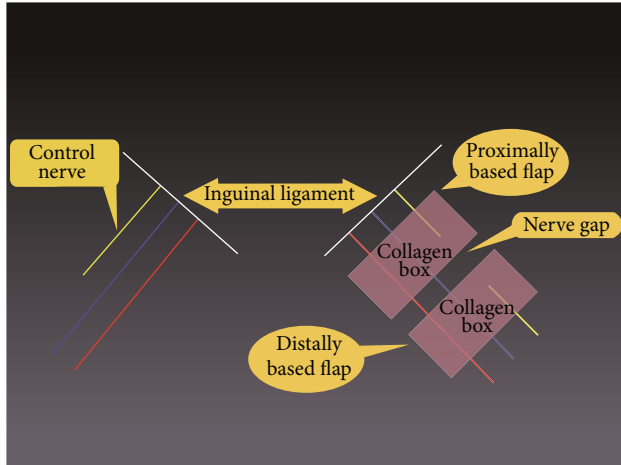 Control
nerve
Inguinal ligament
Proximally
based flap
Nerve gap
Collagen
box
Collagen
box
Distally
based flap